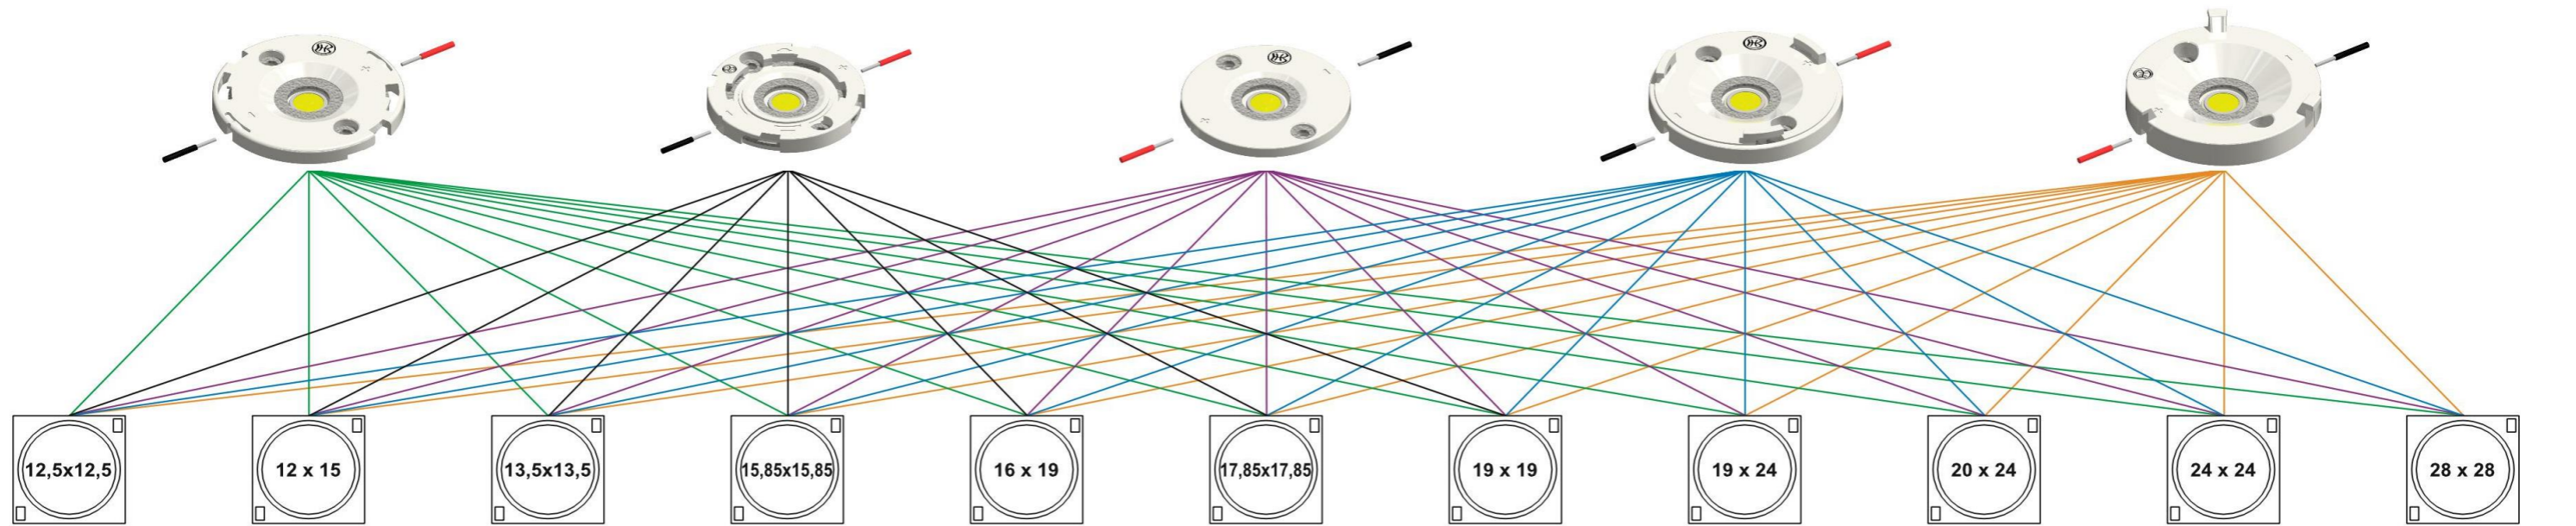 12,5x12,5
12 x 15
13,5x13,5
15,85x15,85
16 x 19
17,85x17,85
19 x 19
19 x 24
20 x 24
24 x 24
28 x 28